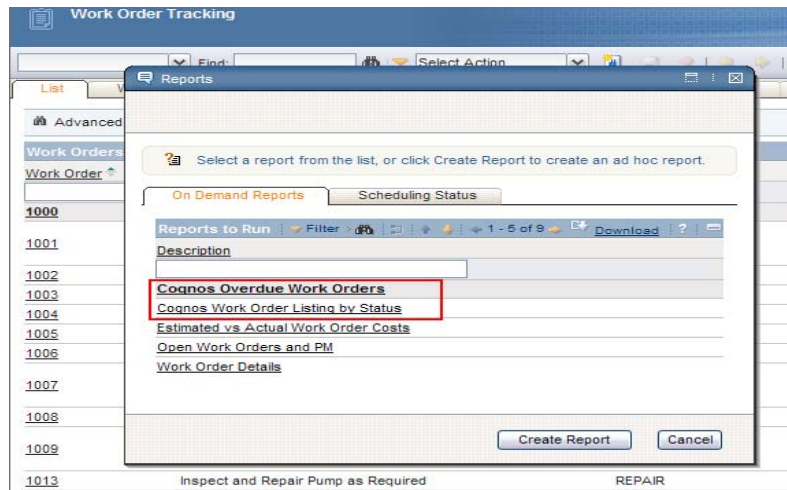 Work Order Tracking
Find:
Select Action
Reports
List
Advanced
Select a report from the list, or click Create Report to create an ad hoc report.
Work Orders
Work Order
On Demand Reports Scheduling Status
Reports to Run Filter 1 - 5 of 9 Download ?
Description
1000
1001
1002
Cognos Overdue Work Orders
1003
Cognos Work Order Listing by Status
1004
Estimated vs Actual Work Order Costs
1005
Open Work Orders and PM
1006
Work Order Details
1007
1008
Create Report Cancel
1009
1013 Inspect and Repair Pump as Required REPAIR